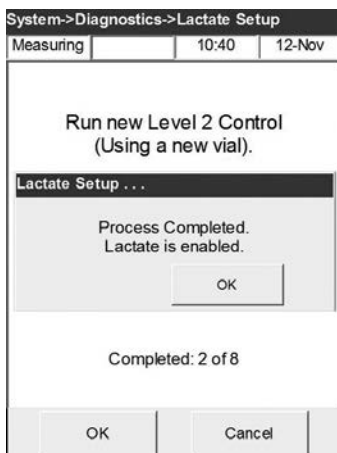 System->Diagnostics->Lactate Setup
Measuring 10:40 12-Nov
Run new Level 2 Control
(Using a new vial).
Lactate Setup . . .
Process Completed.
Lactate is enabled.
OK
Completed: 2 of 8
OK Cancel